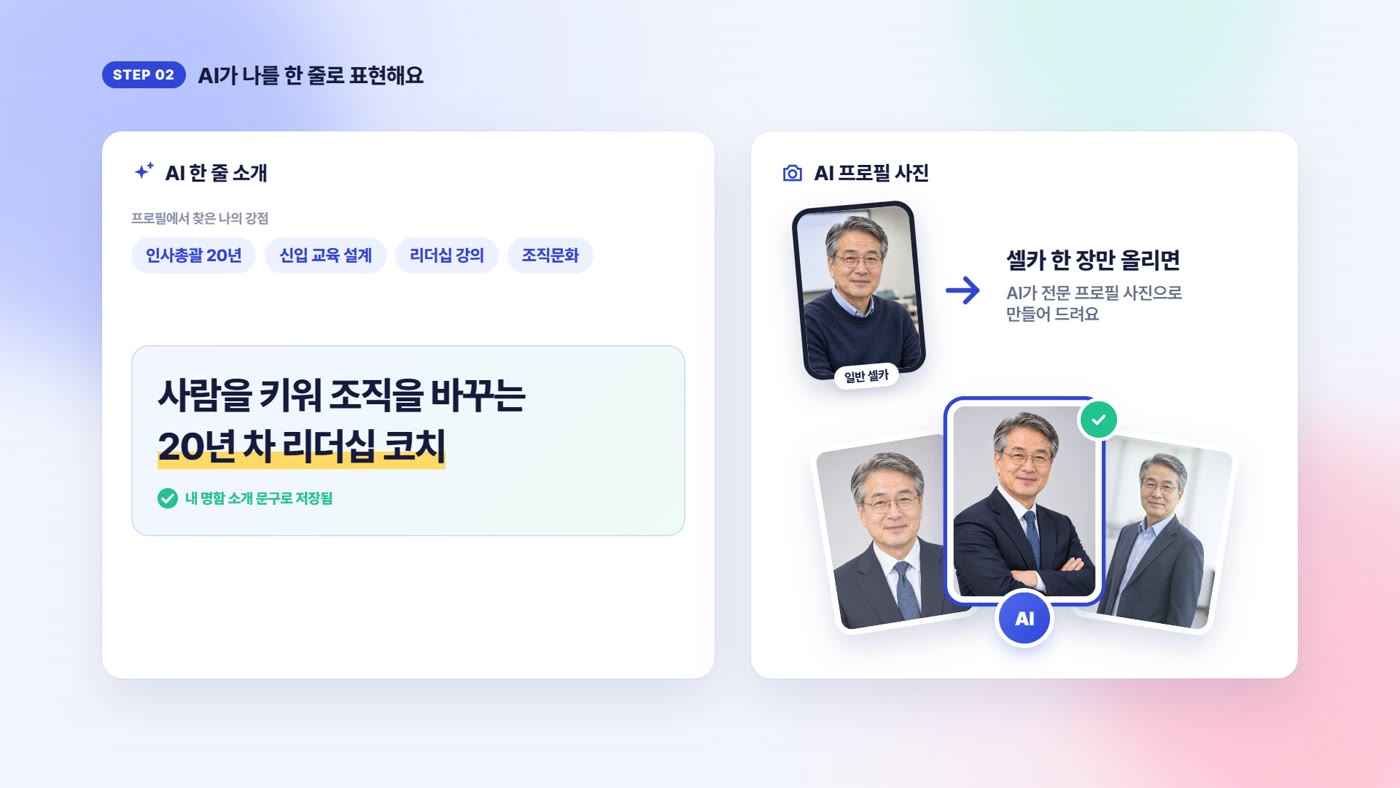 STEP 02 AI가 나를 한 줄로 표현해요
AI 한 줄 소개
프로필에서 찾은 나의 강점
인사총괄 20년 신입 교육 설계 리더십 강의 조직문화
사람을 키워 조직을 바꾸는
20년 차 리더십 코치
내 명함 소개 문구로 저장됨
AI 프로필 사진
일반 셀카
셀카 한 장만 올리면
AI가 전문 프로필 사진으로
만들어 드려요
AI